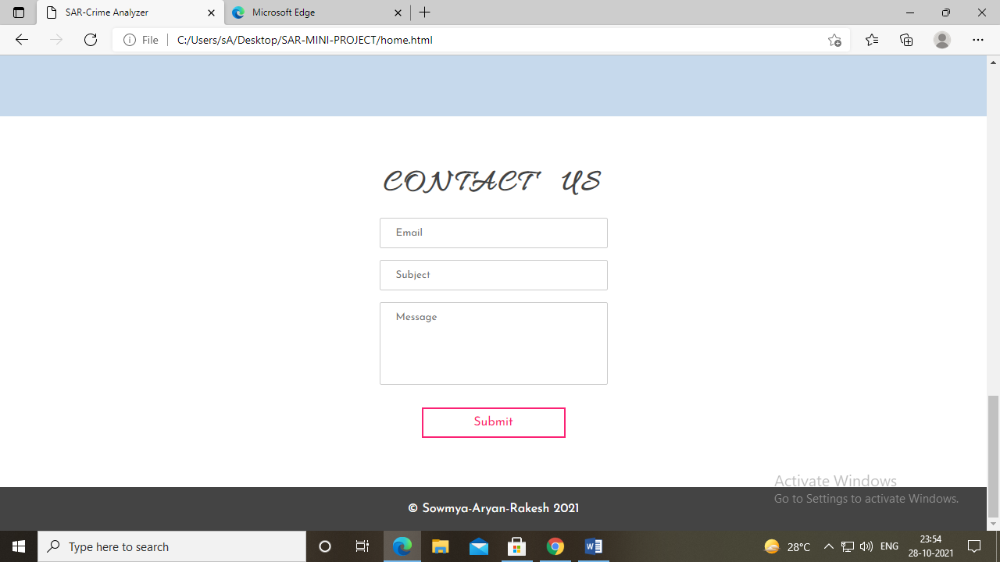 SAR-Crime Analyzer
Microsoft Edge
File
C:/Users/sA/Desktop/SAR-MINI-PROJECT/home.html
CONTACT US
Email
Subject
Message
Submit
Activate Windows
Go to Settings to activate Windows.
© Sowmya-Aryan-Rakesh 2021
Type here to search
28°C
ENG
23:54
28-10-2021